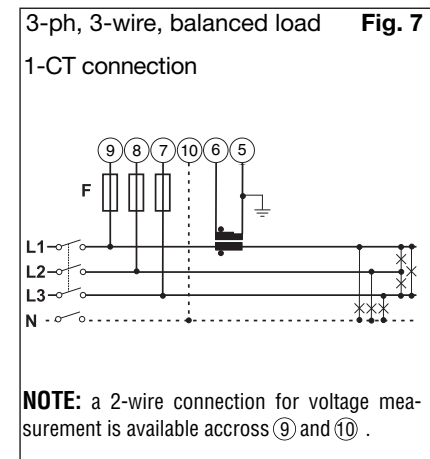 3-ph, 3-wire, balanced load Fig. 7
1-CT connection
9 8 7 10 6 5
F
L1
L2
L3
N
NOTE: a 2-wire connection for voltage mea-
surement is available accross 9 and 10 .